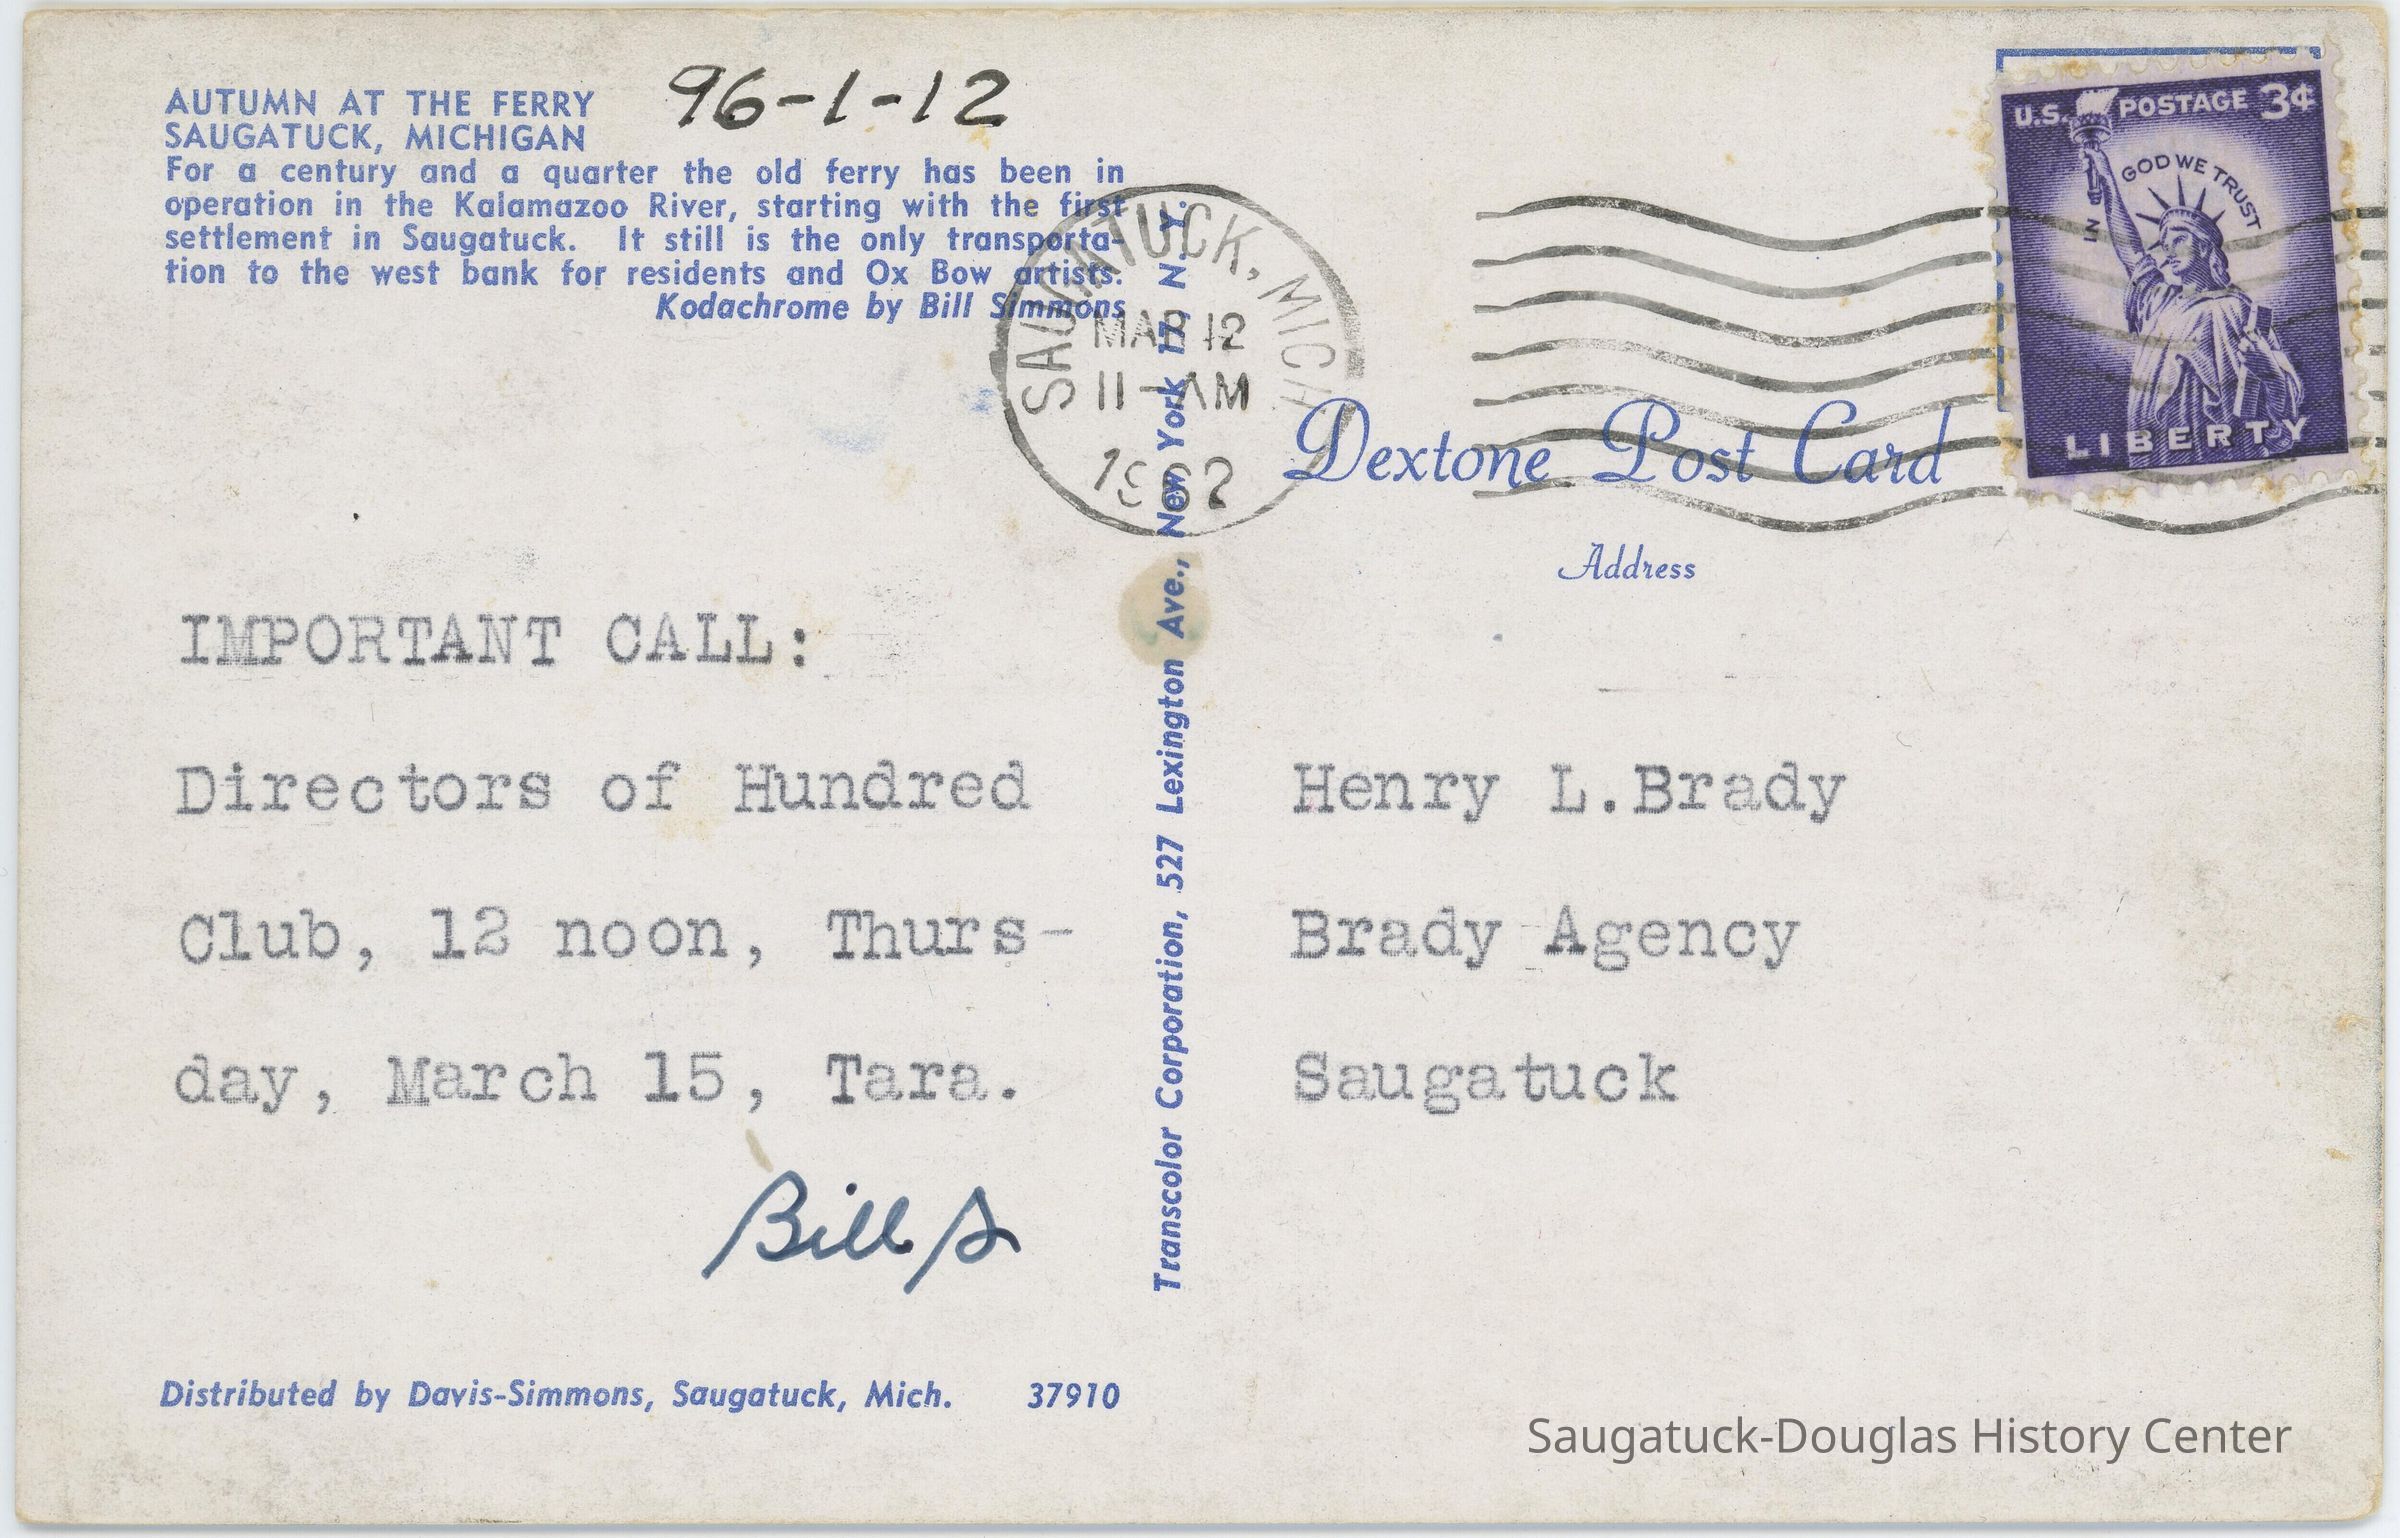 AUTUMN AT THE FERRY
SAUGATUCK, MICHIGAN
96-1-12
For a century and a quarter the old ferry has been in
operation in the Kalamazoo River, starting with the first
settlement in Saugatuck. It still is the only transporta-
tion to the west bank for residents and Ox Bow artists.
Kodachrome by Bill Simmons
SAUGATUCK, MICH
MAR 12
11-AM
1962
U.S. POSTAGE 3¢
IN GOD WE TRUST
LIBERTY
Dextone Post Card
Address
IMPORTANT CALL:
Directors of Hundred
Club, 12 noon, Thurs-
day, March 15, Tara.
Bill S
Transcolor Corporation, 527 Lexington Ave., New York 17, N. Y.
Henry L.Brady
Brady Agency
Saugatuck
Distributed by Davis-Simmons, Saugatuck, Mich. 37910
Saugatuck-Douglas History Center